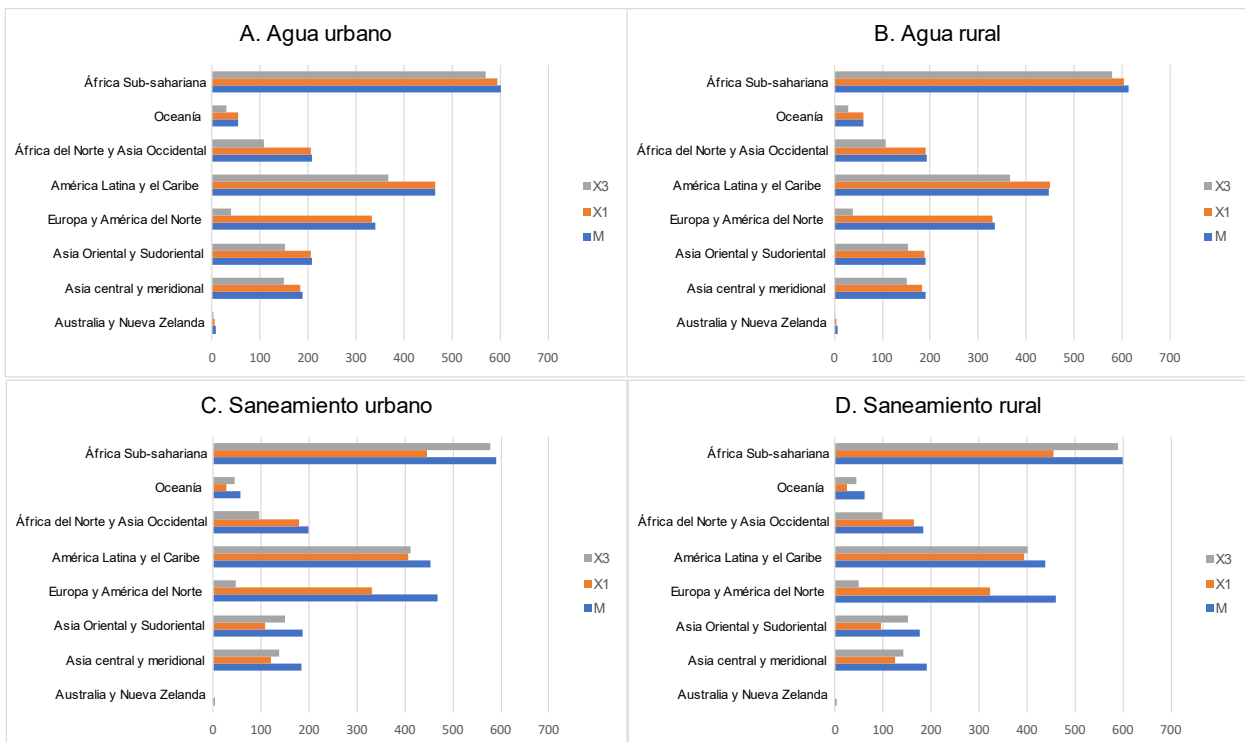 A. Agua urbano
África Sub-sahariana
Oceanía
África del Norte y Asia Occidental
América Latina y el Caribe
Europa y América del Norte
Asia Oriental y Sudoriental
Asia central y meridional
Australia y Nueva Zelanda
0 100 200 300 400 500 600 700
X3
X1
M
B. Agua rural
África Sub-sahariana
Oceanía
África del Norte y Asia Occidental
América Latina y el Caribe
Europa y América del Norte
Asia Oriental y Sudoriental
Asia central y meridional
Australia y Nueva Zelanda
0 100 200 300 400 500 600 700
X3
X1
M
C. Saneamiento urbano
África Sub-sahariana
Oceanía
África del Norte y Asia Occidental
América Latina y el Caribe
Europa y América del Norte
Asia Oriental y Sudoriental
Asia central y meridional
Australia y Nueva Zelanda
0 100 200 300 400 500 600 700
X3
X1
M
D. Saneamiento rural
África Sub-sahariana
Oceanía
África del Norte y Asia Occidental
América Latina y el Caribe
Europa y América del Norte
Asia Oriental y Sudoriental
Asia central y meridional
Australia y Nueva Zelanda
0 100 200 300 400 500 600 700
X3
X1
M